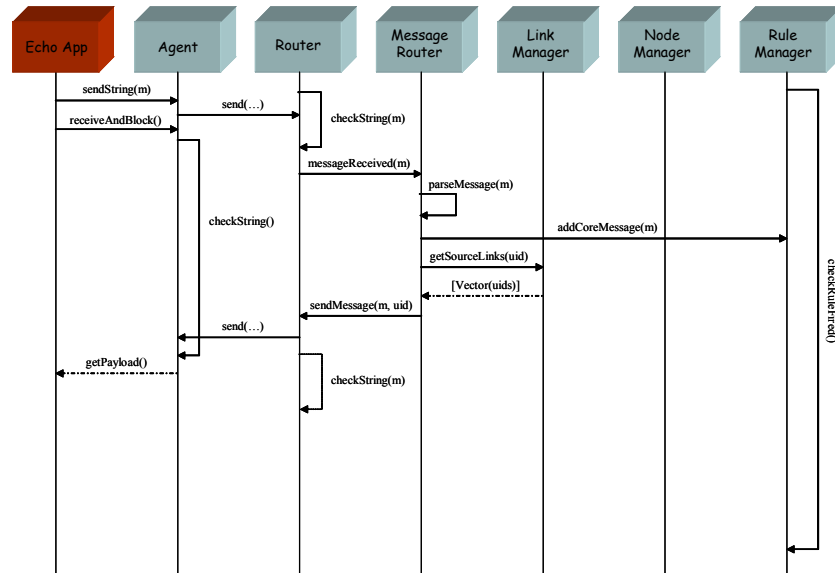 Echo App
Agent
Router
Message
Router
Link
Manager
Node
Manager
Rule
Manager
sendString(m)
send(…)
checkString(m)
receiveAndBlock()
messageReceived(m)
parseMessage(m)
checkString()
addCoreMessage(m)
getSourceLinks(uid)
checkRuleFired()
[Vector(uids)]
sendMessage(m, uid)
send(…)
getPayload()
checkString(m)